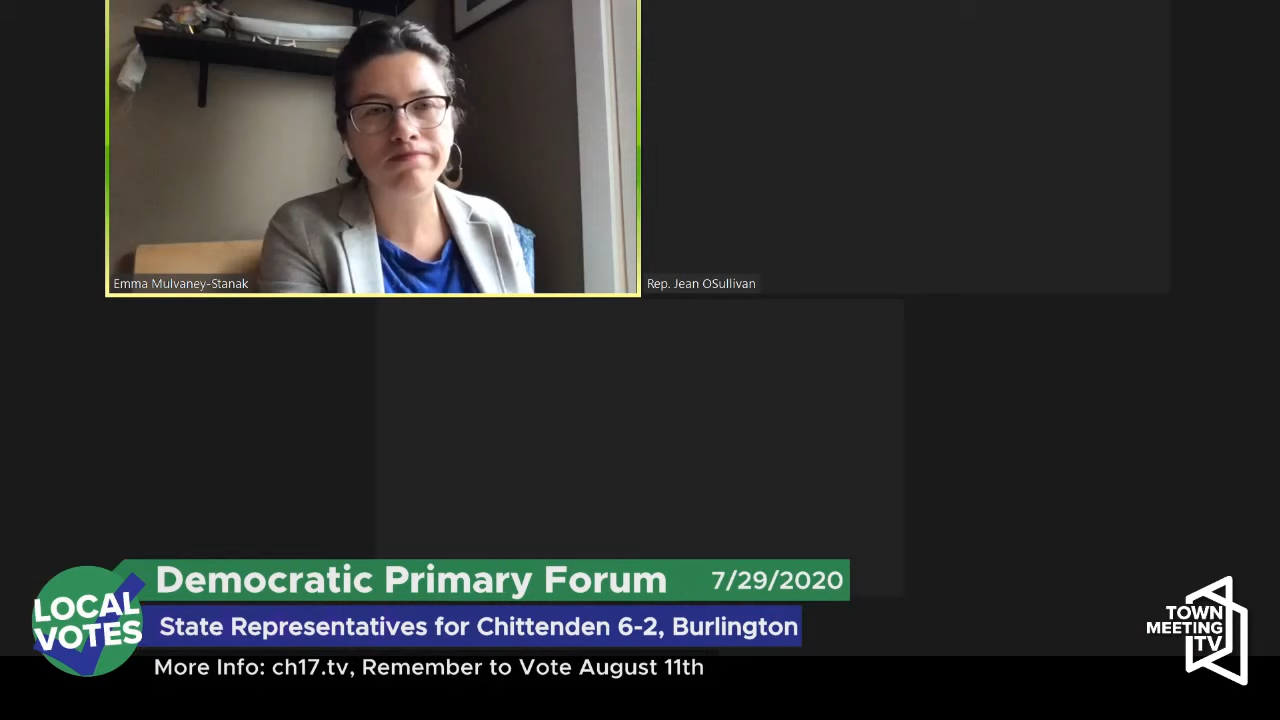 Emma Mulvaney-Stanak
Rep. Jean OSullivan
Democratic Primary Forum 7/29/2020
LOCAL
VOTES
State Representatives for Chittenden 6-2, Burlington
More Info: ch17.tv, Remember to Vote August 11th
TOWN
MEETING
TV